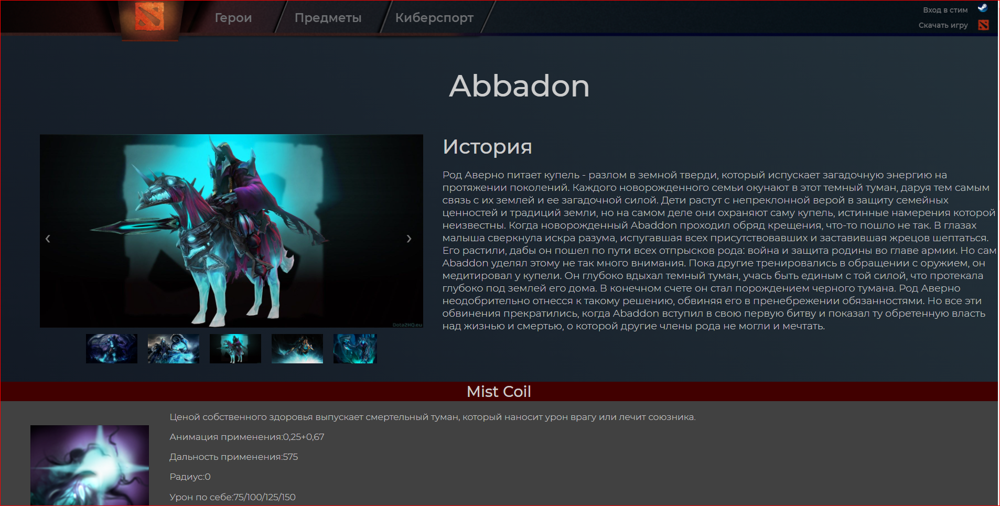 Герои
Предметы
Киберспорт
Вход в стим
Скачать игру
Abbadon
История
Род Аверно питает купель - разлом в земной тверди, который испускает загадочную энергию на
протяжении поколений. Каждого новорожденного семьи окунают в этот темный туман, даруя тем самым
связь с их землей и ее загадочной силой. Дети растут с непреклонной верой в защиту семейных
ценностей и традиций земли, но на самом деле они охраняют саму купель, истинные намерения которой
неизвестны. Когда новорожденный Abaddon проходил обряд крещения, что-то пошло не так. В глазах
малыша сверкнула искра разума, испугавшая всех присутствовавших и заставившая жрецов шептаться.
Его растили, дабы он пошел по пути всех отпрысков рода: война и защита родины во главе армии. Но сам
Abaddon уделял этому не так много внимания. Пока другие тренировались в обращении с оружием, он
медитировал у купели. Он глубоко вдыхал темный туман, учась быть единым с той силой, что протекала
глубоко под землей его дома. В конечном счете он стал порождением черного тумана. Род Аверно
неодобрительно отнесся к такому решению, обвиняя его в пренебрежении обязанностями. Но все эти
обвинения прекратились, когда Abaddon вступил в свою первую битву и показал ту обретенную власть
над жизнью и смертью, о которой другие члены рода не могли и мечтать.
Dota2HQ.eu
Mist Coil
Ценой собственного здоровья выпускает смертельный туман, который наносит урон врагу или лечит союзника.
Анимация применения:0,25+0,67
Дальность применения:575
Радиус:0
Урон по себе:75/100/125/150